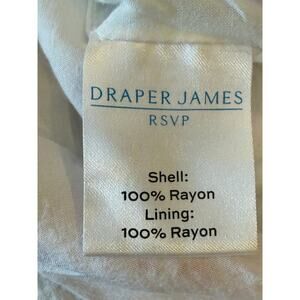 DRAPER JAMES
RSVP
Shell:
100% Rayon
Lining:
100% Rayon